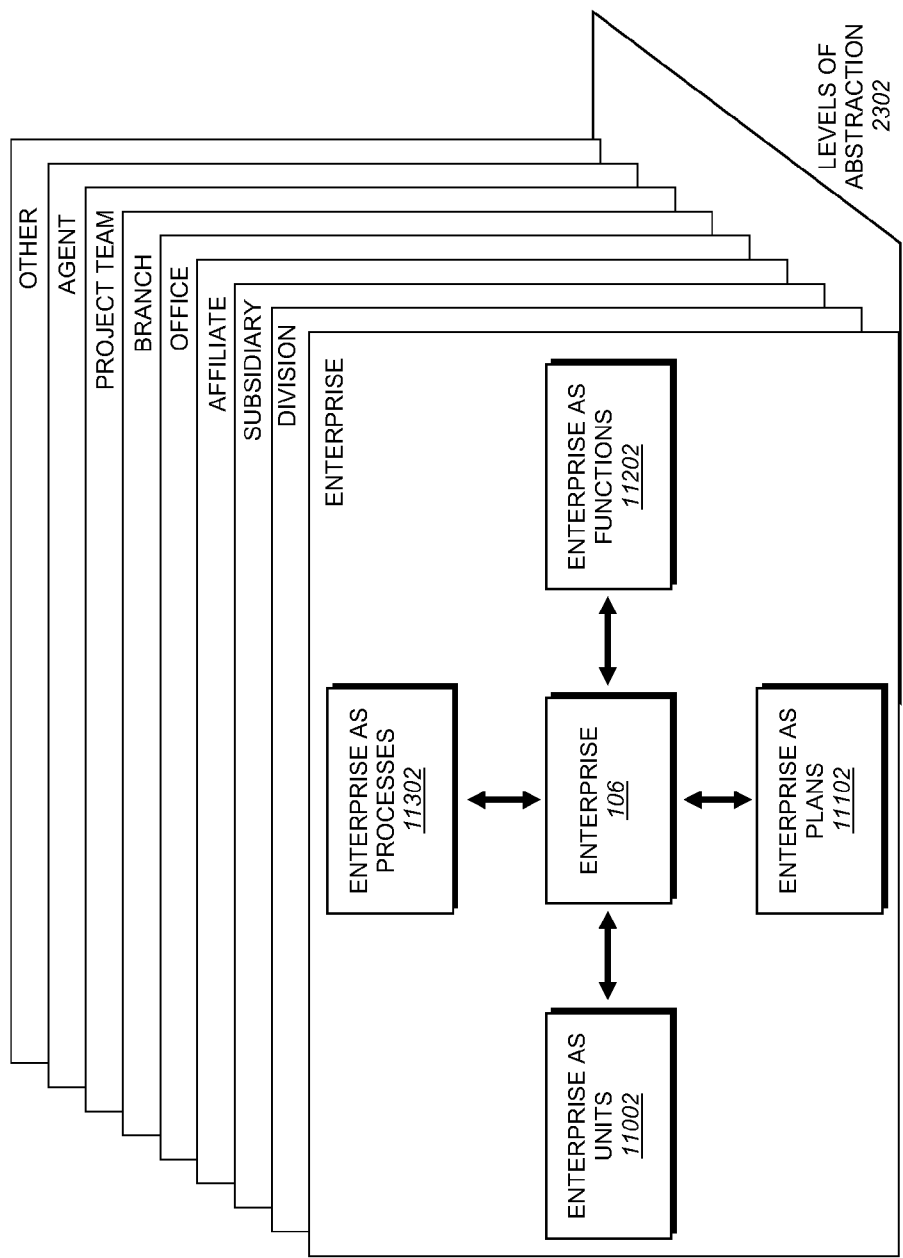 OTHER
AGENT
PROJECT TEAM
BRANCH
OFFICE
AFFILIATE
SUBSIDIARY
DIVISION
ENTERPRISE
ENTERPRISE AS
PROCESSES
11302
ENTERPRISE AS
UNITS
11002
ENTERPRISE
106
ENTERPRISE AS
FUNCTIONS
11202
ENTERPRISE AS
PLANS
11102
LEVELS OF
ABSTRACTION
2302